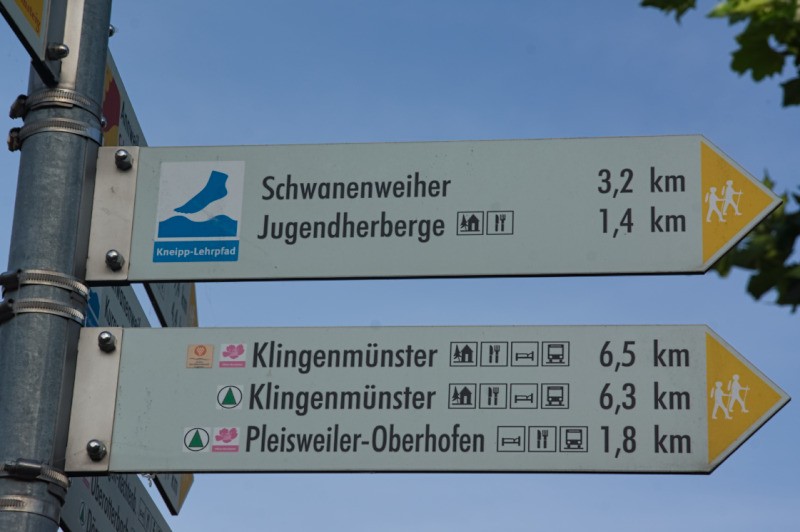 Schwanenweiher 3,2 km
Jugendherberge 1,4 km
Kneipp-Lehrpfad
Klingenmünster 6,5 km
Klingenmünster 6,3 km
Pleisweiler-Oberhofen 1,8 km